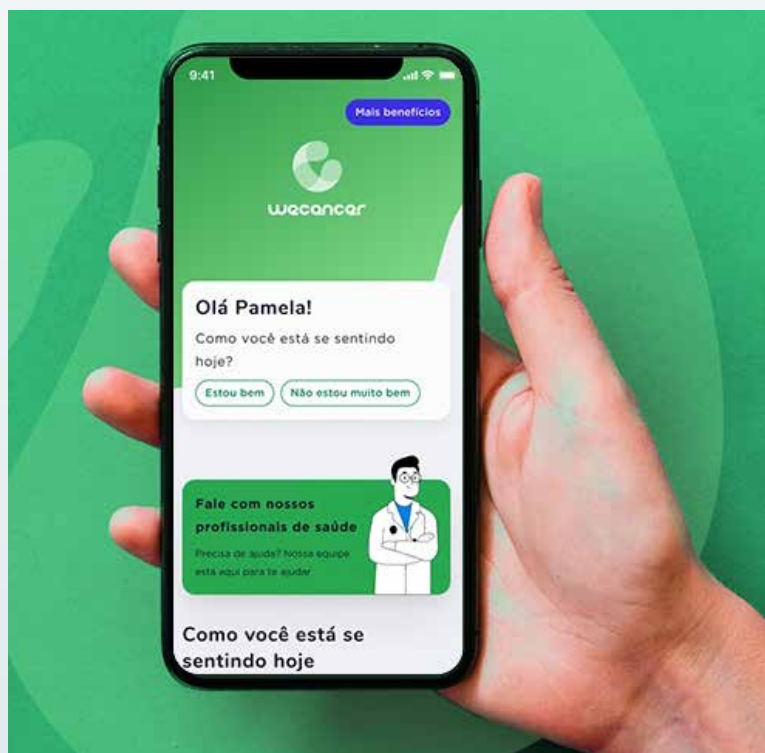 9:41
Mais benefícios
wecancer
Olá Pamela!
Como você está se sentindo
hoje?
Estou bem
Não estou muito bem
Fale com nossos
profissionais de saúde
Precisa de ajuda? Nossa equipe
está aqui para te ajudar
Como você está se
sentindo hoje